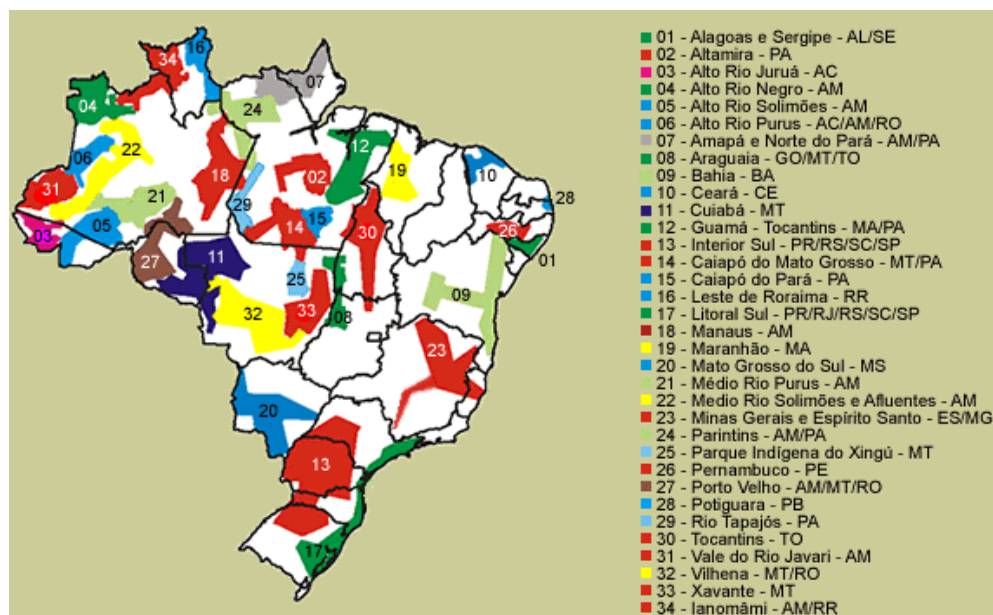 34
16
07
04
24
22
12
06
18
02
19
10
31
21
29
28
15
14
30
26
03
05
27
11
25
01
09
33
32
08
23
20
13
17
01 - Alagoas e Sergipe - AL/SE
02 - Altamira - PA
03 - Alto Rio Juruá - AC
04 - Alto Rio Negro - AM
05 - Alto Rio Solimões - AM
06 - Alto Rio Purus - AC/AM/RO
07 - Amapá e Norte do Pará - AM/PA
08 - Araguaia - GO/MT/TO
09 - Bahia - BA
10 - Ceará - CE
11 - Cuiabá - MT
12 - Guamá - Tocantins - MA/PA
13 - Interior Sul - PR/RS/SC/SP
14 - Caiapó do Mato Grosso - MT/PA
15 - Caiapó do Pará - PA
16 - Leste de Roraima - RR
17 - Litoral Sul - PR/RJ/RS/SC/SP
18 - Manaus - AM
19 - Maranhão - MA
20 - Mato Grosso do Sul - MS
21 - Médio Rio Purus - AM
22 - Medio Rio Solimões e Afluentes - AM
23 - Minas Gerais e Espírito Santo - ES/MG
24 - Parintins - AM/PA
25 - Parque Indígena do Xingú - MT
26 - Pernambuco - PE
27 - Porto Velho - AM/MT/RO
28 - Potiguara - PB
29 - Rio Tapajós - PA
30 - Tocantins - TO
31 - Vale do Rio Javari - AM
32 - Vilhena - MT/RO
33 - Xavante - MT
34 - Ianomâmi - AM/RR